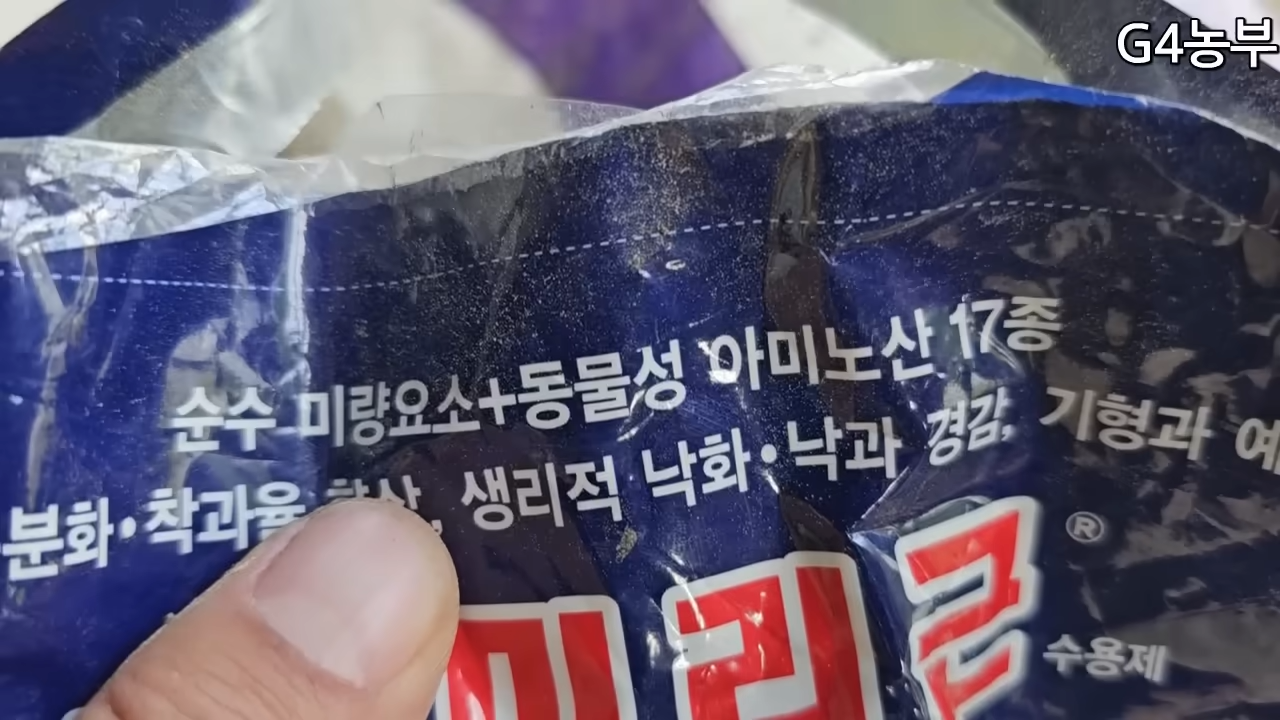 G4농부
순수 미량요소+동물성 아미노산 17종
분화·착과율 향상, 생리적 낙화·낙과 경감, 기형과 예
미리근®
수용제